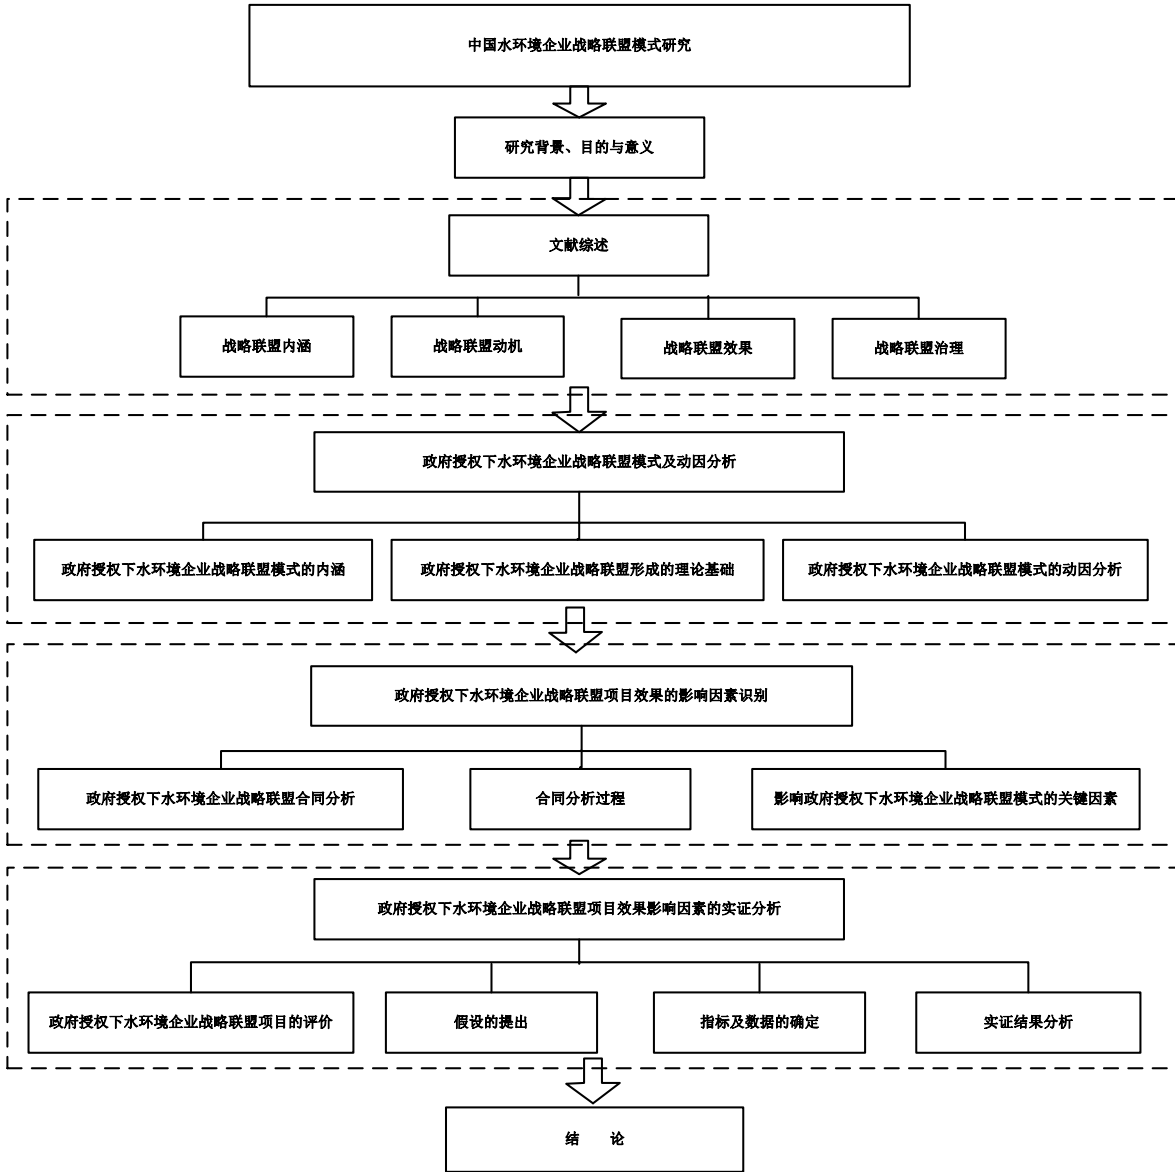 中国水环境企业战略联盟模式研究
研究背景、目的与意义
文献综述
战略联盟内涵
战略联盟动机
战略联盟效果
战略联盟治理
政府授权下水环境企业战略联盟模式及动因分析
政府授权下水环境企业战略联盟模式的内涵
政府授权下水环境企业战略联盟形成的理论基础
政府授权下水环境企业战略联盟模式的动因分析
政府授权下水环境企业战略联盟项目效果的影响因素识别
政府授权下水环境企业战略联盟合同分析
合同分析过程
影响政府授权下水环境企业战略联盟模式的关键因素
政府授权下水环境企业战略联盟项目效果影响因素的实证分析
政府授权下水环境企业战略联盟项目的评价
假设的提出
指标及数据的确定
实证结果分析
结 论